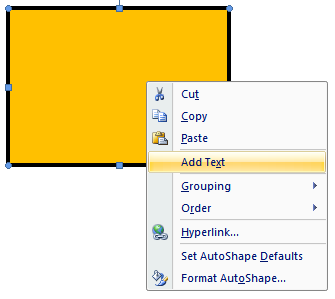 Cut
Copy
Paste
Add Text
Grouping
Order
Hyperlink...
Set AutoShape Defaults
Format AutoShape...